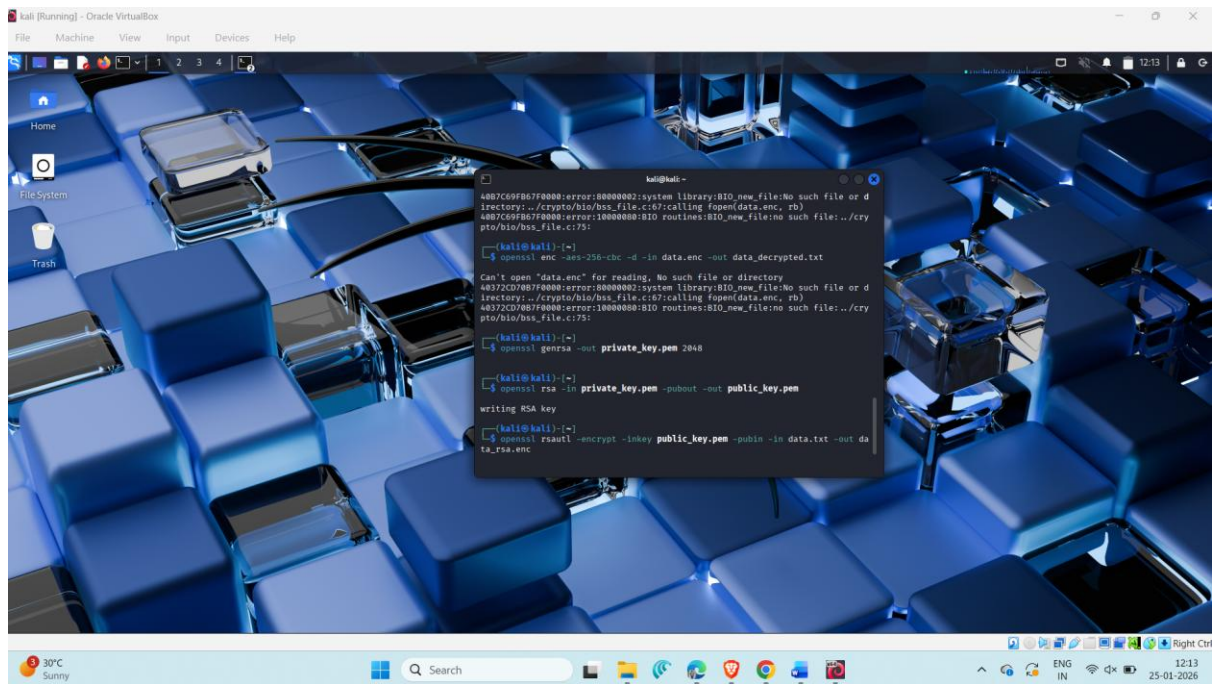 kali [Running] - Oracle VirtualBox
File Machine View Input Devices Help
1 2 3 4 12:13
Home
File System
Trash
kali@kali: ~
40B7C69FB67F0000:error:80000002:system library:BIO_new_file:No such file or d
irectory:../crypto/bio/bss_file.c:67:calling fopen(data.enc, rb)
40B7C69FB67F0000:error:10000080:BIO routines:BIO_new_file:no such file:../cry
pto/bio/bss_file.c:75:
(kali㉿kali)-[~]
$ openssl enc -aes-256-cbc -d -in data.enc -out data_decrypted.txt
Can't open "data.enc" for reading, No such file or directory
40372CD70B7F0000:error:80000002:system library:BIO_new_file:No such file or d
irectory:../crypto/bio/bss_file.c:67:calling fopen(data.enc, rb)
40372CD70B7F0000:error:10000080:BIO routines:BIO_new_file:no such file:../cry
pto/bio/bss_file.c:75:
(kali㉿kali)-[~]
$ openssl genrsa -out private_key.pem 2048
(kali㉿kali)-[~]
$ openssl rsa -in private_key.pem -pubout -out public_key.pem
writing RSA key
(kali㉿kali)-[~]
$ openssl rsautl -encrypt -inkey public_key.pem -pubin -in data.txt -out da
ta_rsa.enc
Right Ctrl
3
30°C
Sunny
Search
ENG
IN
12:13
25-01-2026